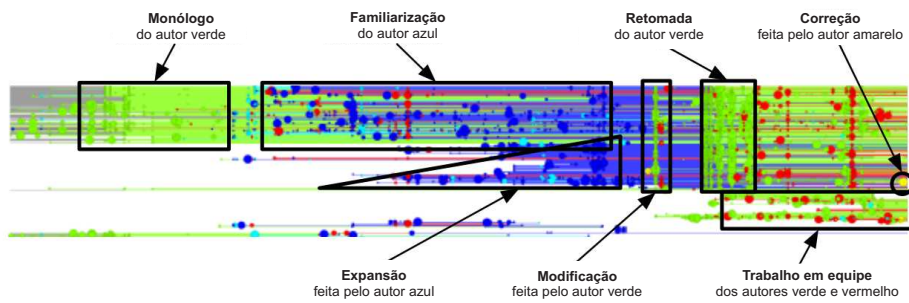 Monólogo
do autor verde
Familiarização
do autor azul
Retomada
do autor verde
Correção
feita pelo autor amarelo
Expansão
feita pelo autor azul
Modificação
feita pelo autor verde
Trabalho em equipe
dos autores verde e vermelho